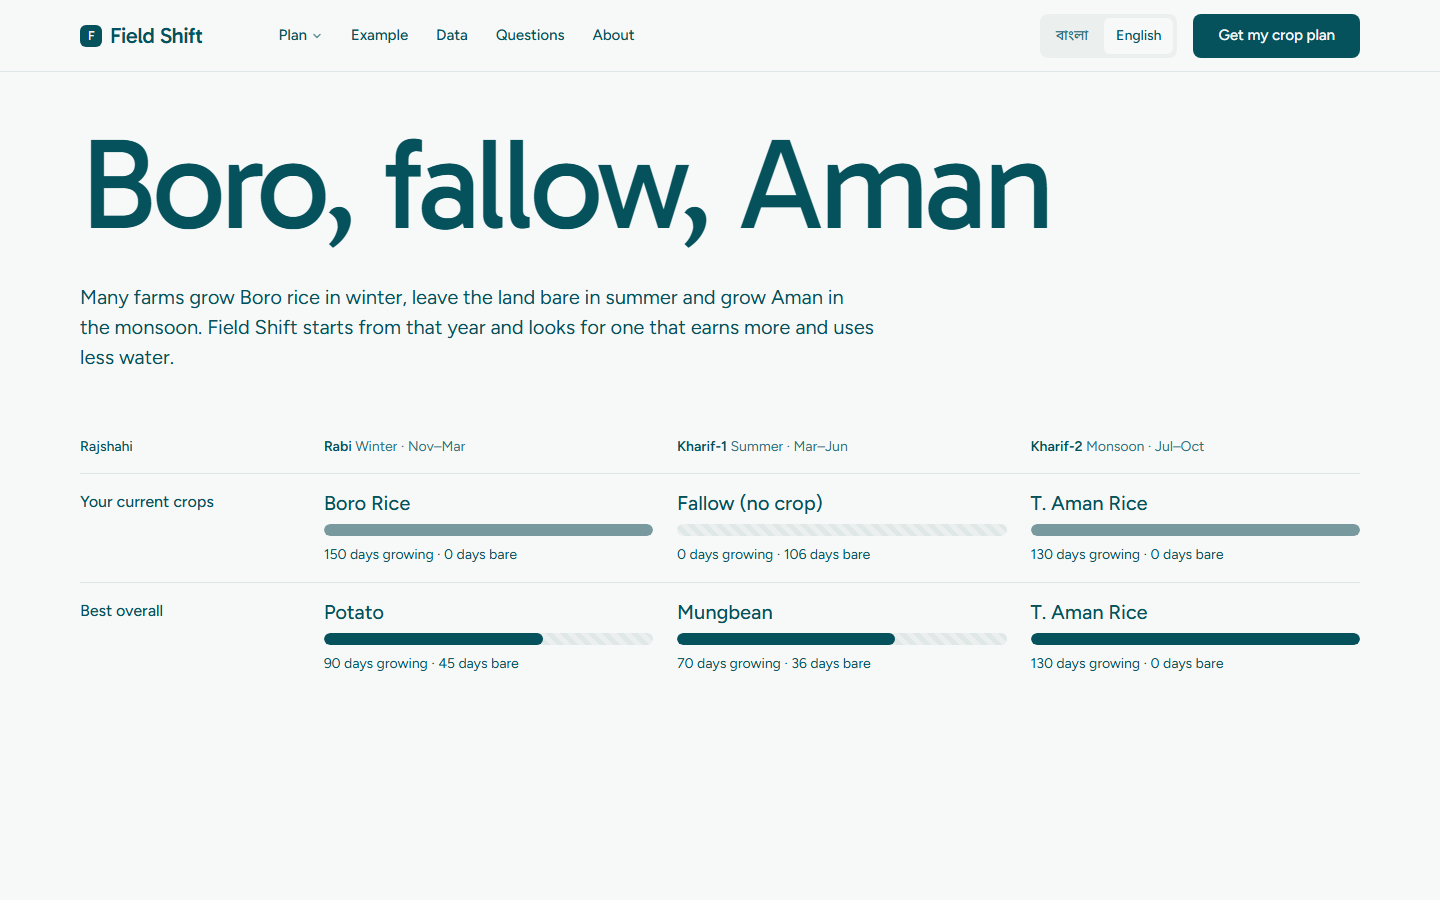 F Field Shift Plan Example Data Questions About বাংলা English Get my crop plan
Boro, fallow, Aman
Many farms grow Boro rice in winter, leave the land bare in summer and grow Aman in
the monsoon. Field Shift starts from that year and looks for one that earns more and uses
less water.
Rajshahi Rabi Winter · Nov–Mar Kharif-1 Summer · Mar–Jun Kharif-2 Monsoon · Jul–Oct
Your current crops Boro Rice Fallow (no crop) T. Aman Rice
150 days growing · 0 days bare 0 days growing · 106 days bare 130 days growing · 0 days bare
Best overall Potato Mungbean T. Aman Rice
90 days growing · 45 days bare 70 days growing · 36 days bare 130 days growing · 0 days bare